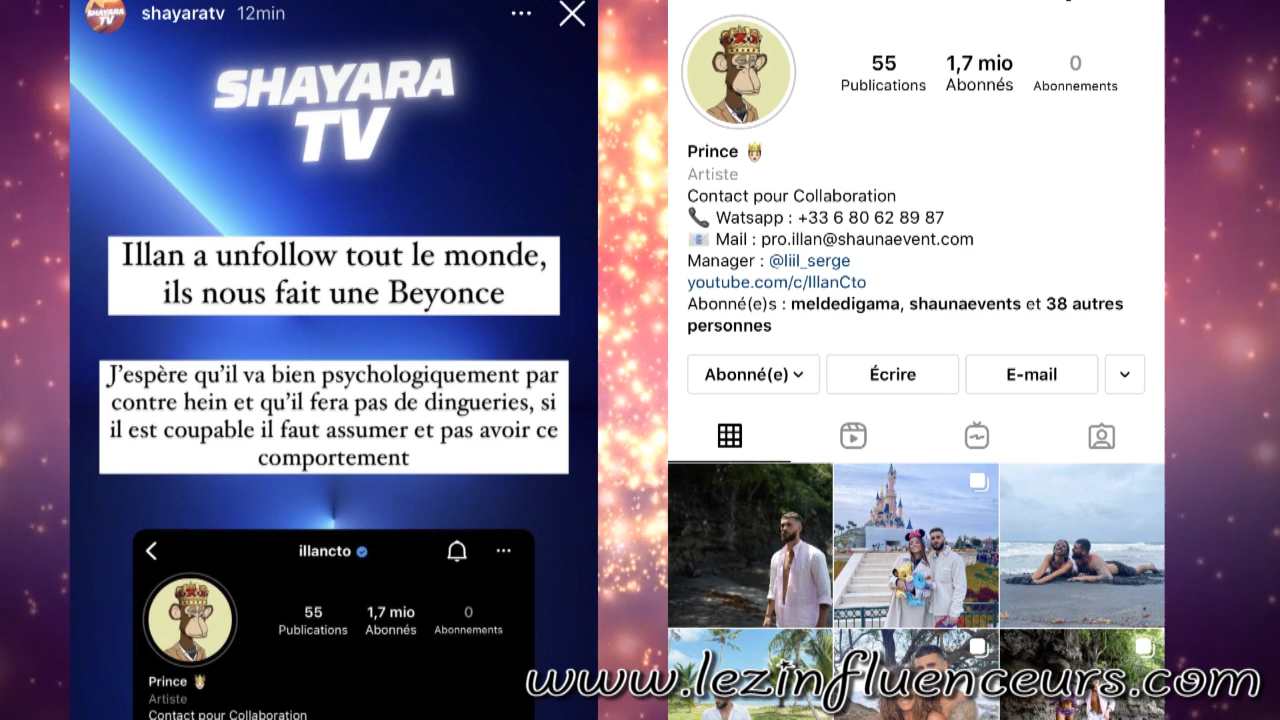 SHAYARA TV
shayaratv 12min
SHAYARA
TV
Illan a unfollow tout le monde,
ils nous fait une Beyonce
J'espère qu'il va bien psychologiquement par
contre hein et qu'il fera pas de dingueries, si
il est coupable il faut assumer et pas avoir ce
comportement
illancto
55 1,7 mio 0
Publications Abonnés Abonnements
Prince
Artiste
Contact pour Collaboration
55 1,7 mio 0
Publications Abonnés Abonnements
Prince
Artiste
Contact pour Collaboration
Watsapp : +33 6 80 62 89 87
Mail : pro.illan@shaunaevent.com
Manager : @liil_serge
youtube.com/c/IllanCto
Abonné(e)s : meldedigama, shaunaevents et 38 autres
personnes
Abonné(e) Écrire E-mail
www.lezinfluenceurs.com